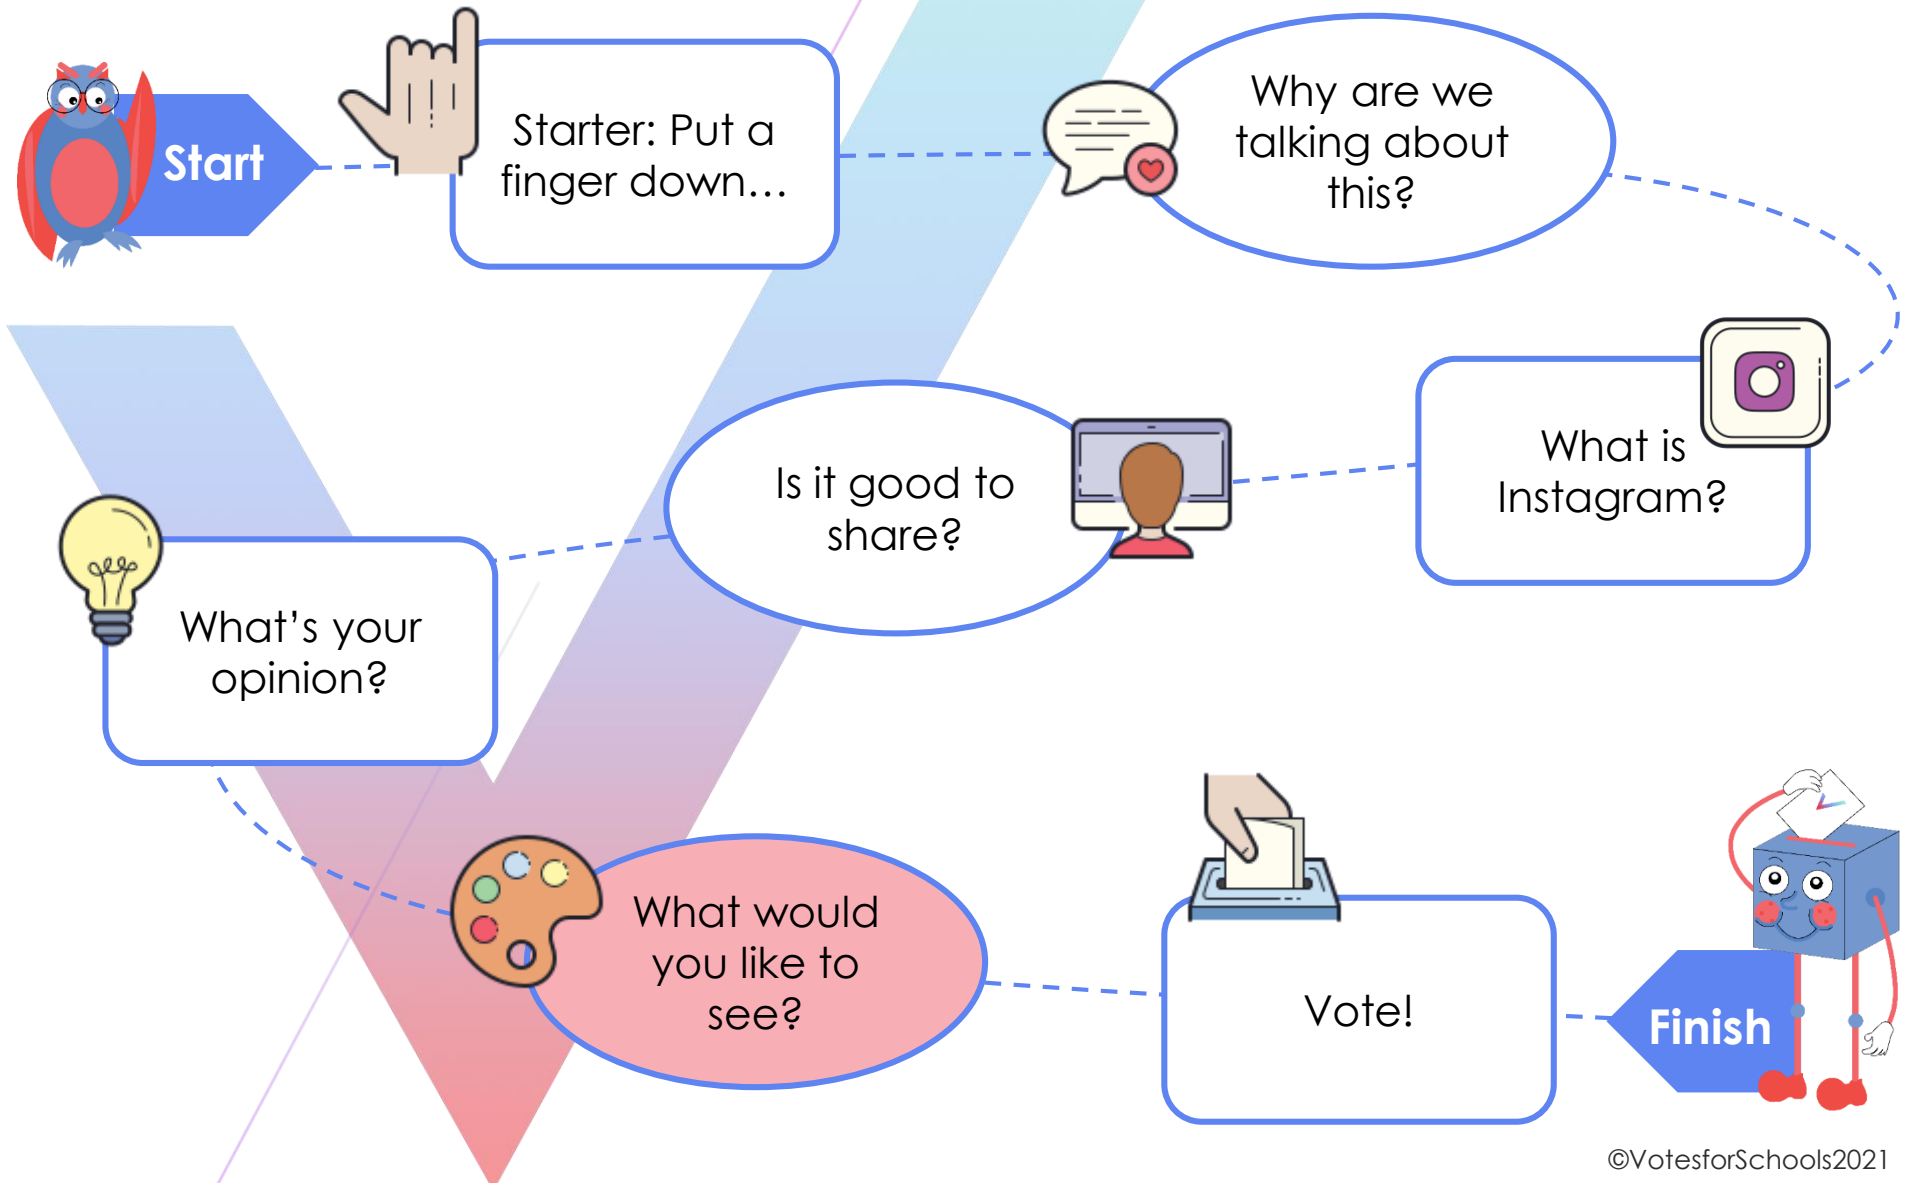 Start
Starter: Put a
finger down...
Why are we
talking about
this?
What is
Instagram?
Is it good to
share?
What's your
opinion?
What would
you like to
see?
Vote!
Finish
©VotesforSchools2021